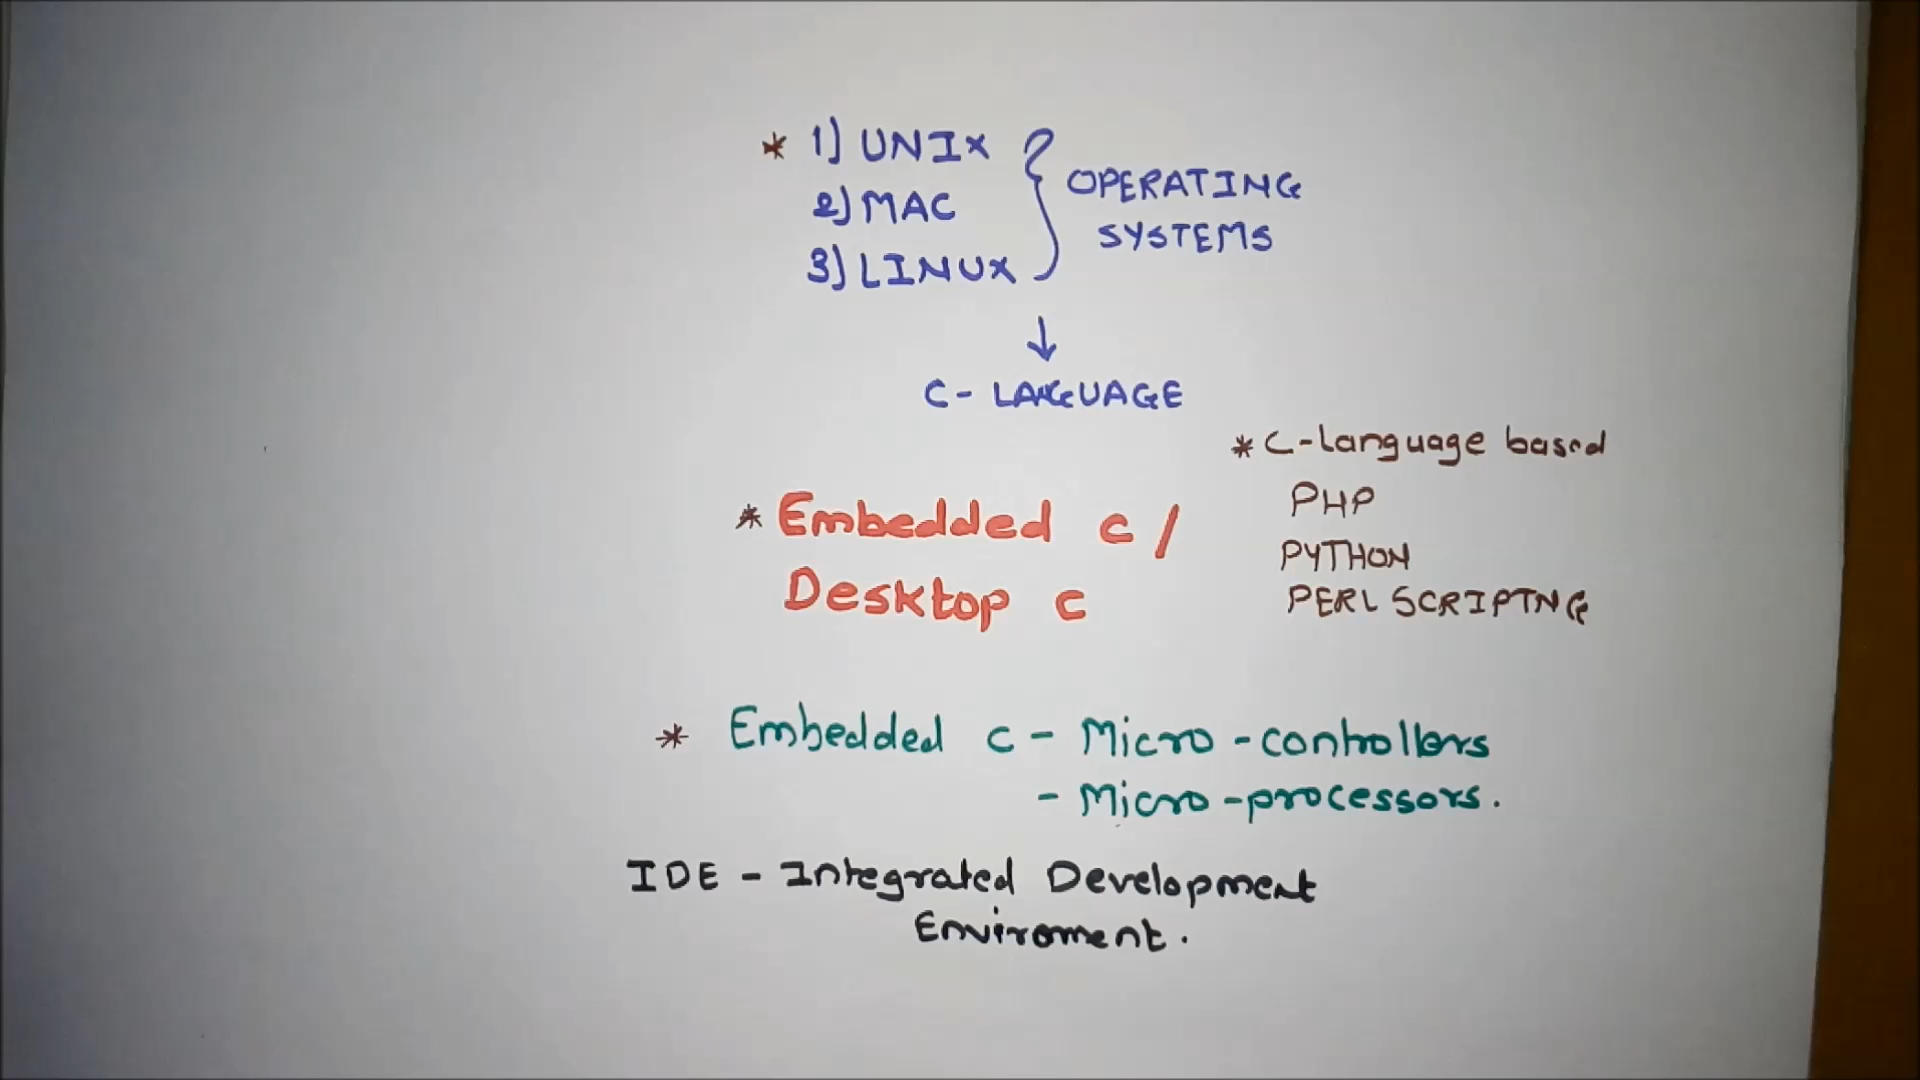 * 1) UNIX
2) MAC
3) LINUX
OPERATING
SYSTEMS
↓
C - LANGUAGE
* C-Language based
PHP
PYTHON
PERL SCRIPTNG
* Embedded c /
Desktop c
* Embedded c - Micro - controllers
- Micro - processors.
IDE - Integrated Development
Enviroment.